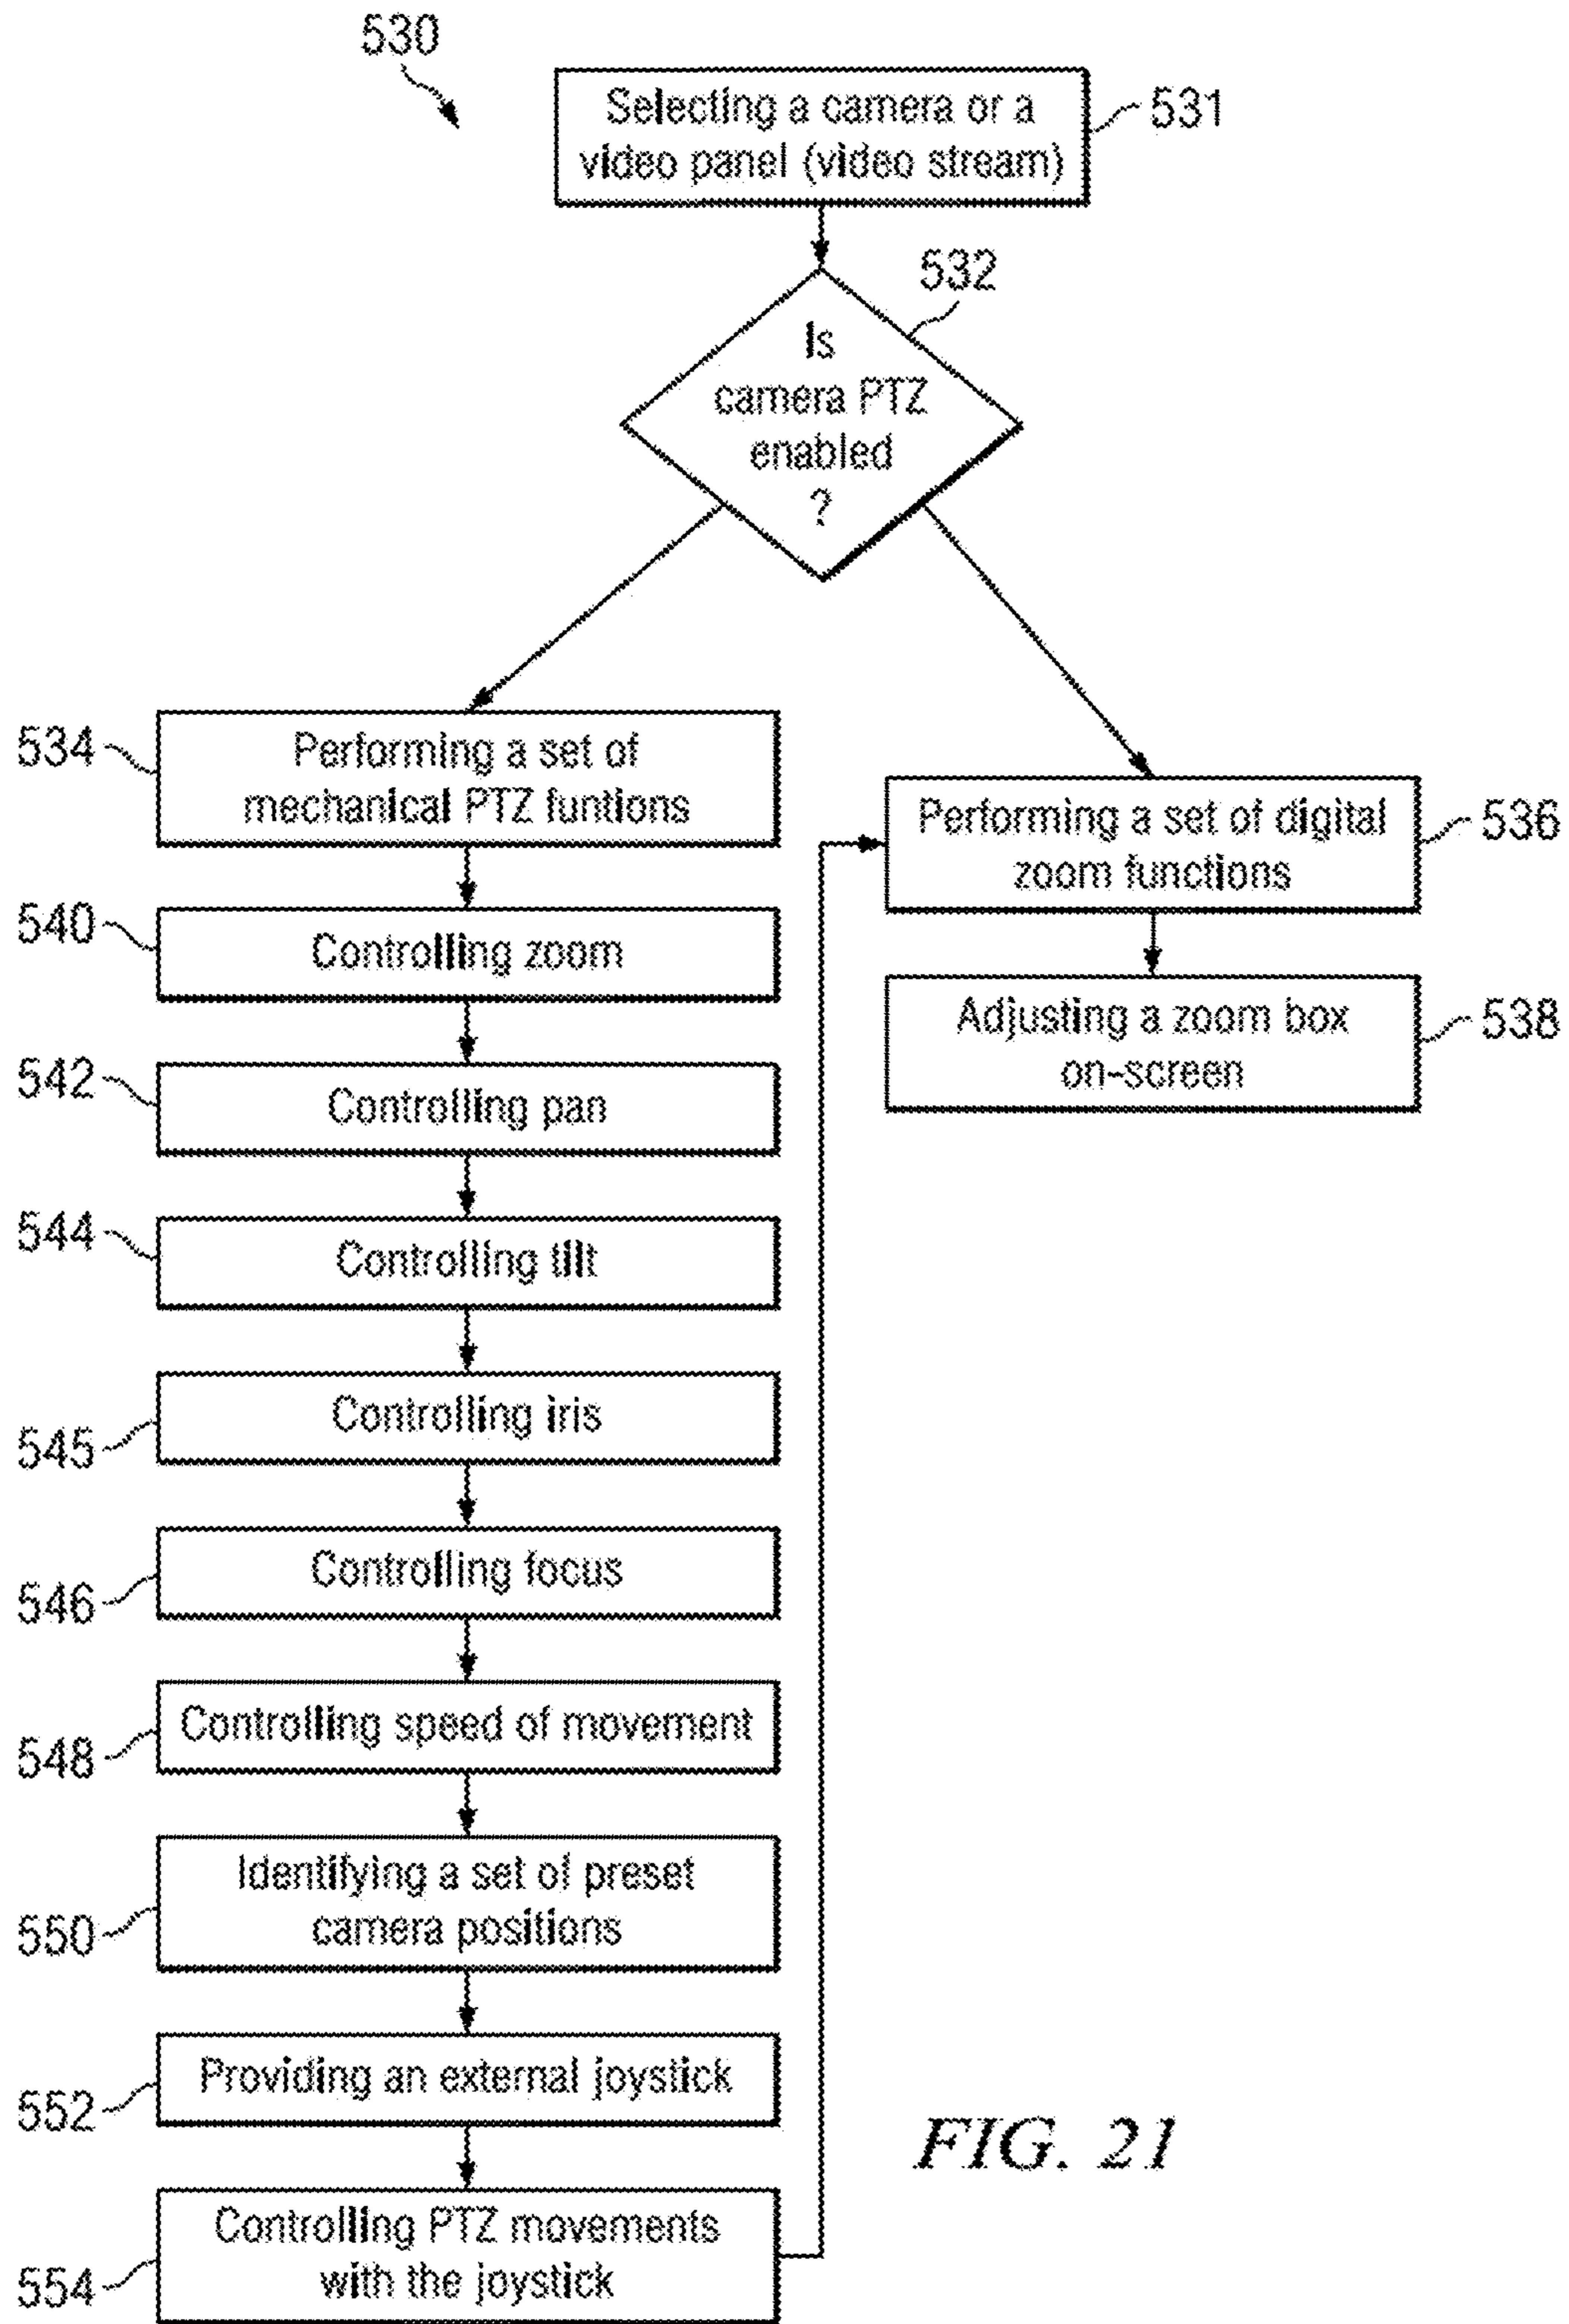 530
Selecting a camera or a
video panel (video stream)
531
532
Is
camera PTZ
enabled
?
534
Performing a set of
mechanical PTZ funtions
540
Controlling zoom
542
Controlling pan
544
Controlling tilt
545
Controlling iris
546
Controlling focus
548
Controlling speed of movement
550
Identifying a set of preset
camera positions
552
Providing an external joystick
554
Controlling PTZ movements
with the joystick
Performing a set of digital
zoom functions
536
Adjusting a zoom box
on-screen
538
FIG. 21